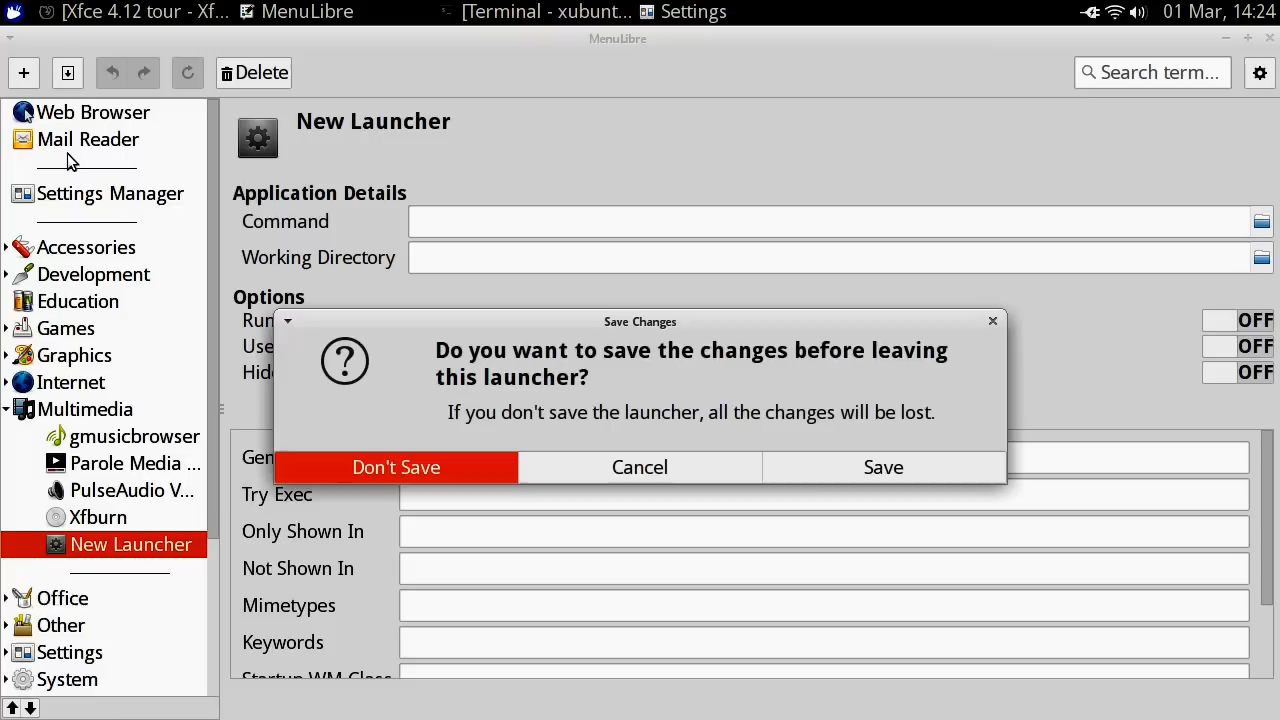 [Xfce 4.12 tour - Xf... MenuLibre [Terminal - xubunt... Settings 01 Mar, 14:24
MenuLibre
Delete Search term...
Web Browser
Mail Reader
Settings Manager
Accessories
Development
Education
Games
Graphics
Internet
Multimedia
gmusicbrowser
Parole Media ...
PulseAudio V...
Xfburn
New Launcher
Office
Other
Settings
System
New Launcher
Application Details
Command
Working Directory
Options
OFF
OFF
OFF
Save Changes
Do you want to save the changes before leaving
this launcher?
If you don't save the launcher, all the changes will be lost.
Don't Save Cancel Save
Try Exec
Only Shown In
Not Shown In
Mimetypes
Keywords
Startup WM Class